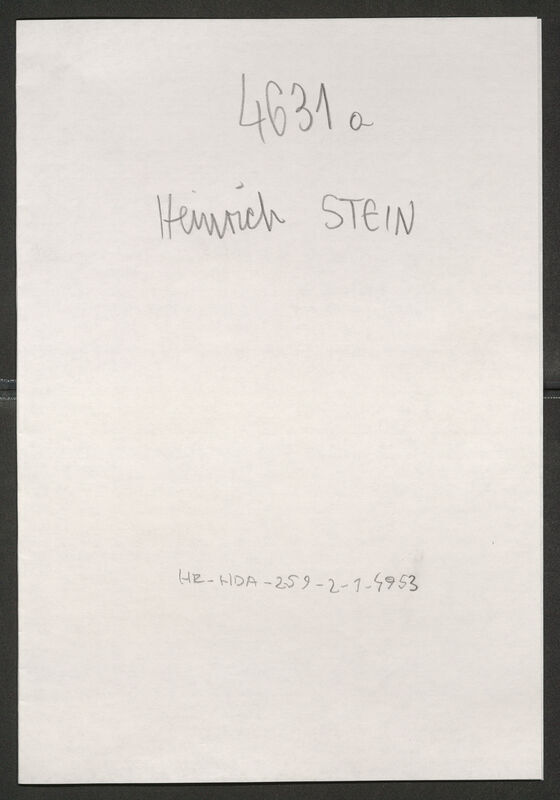 4631a
Heinrich STEIN
HR-HDA-259-2-1-4953